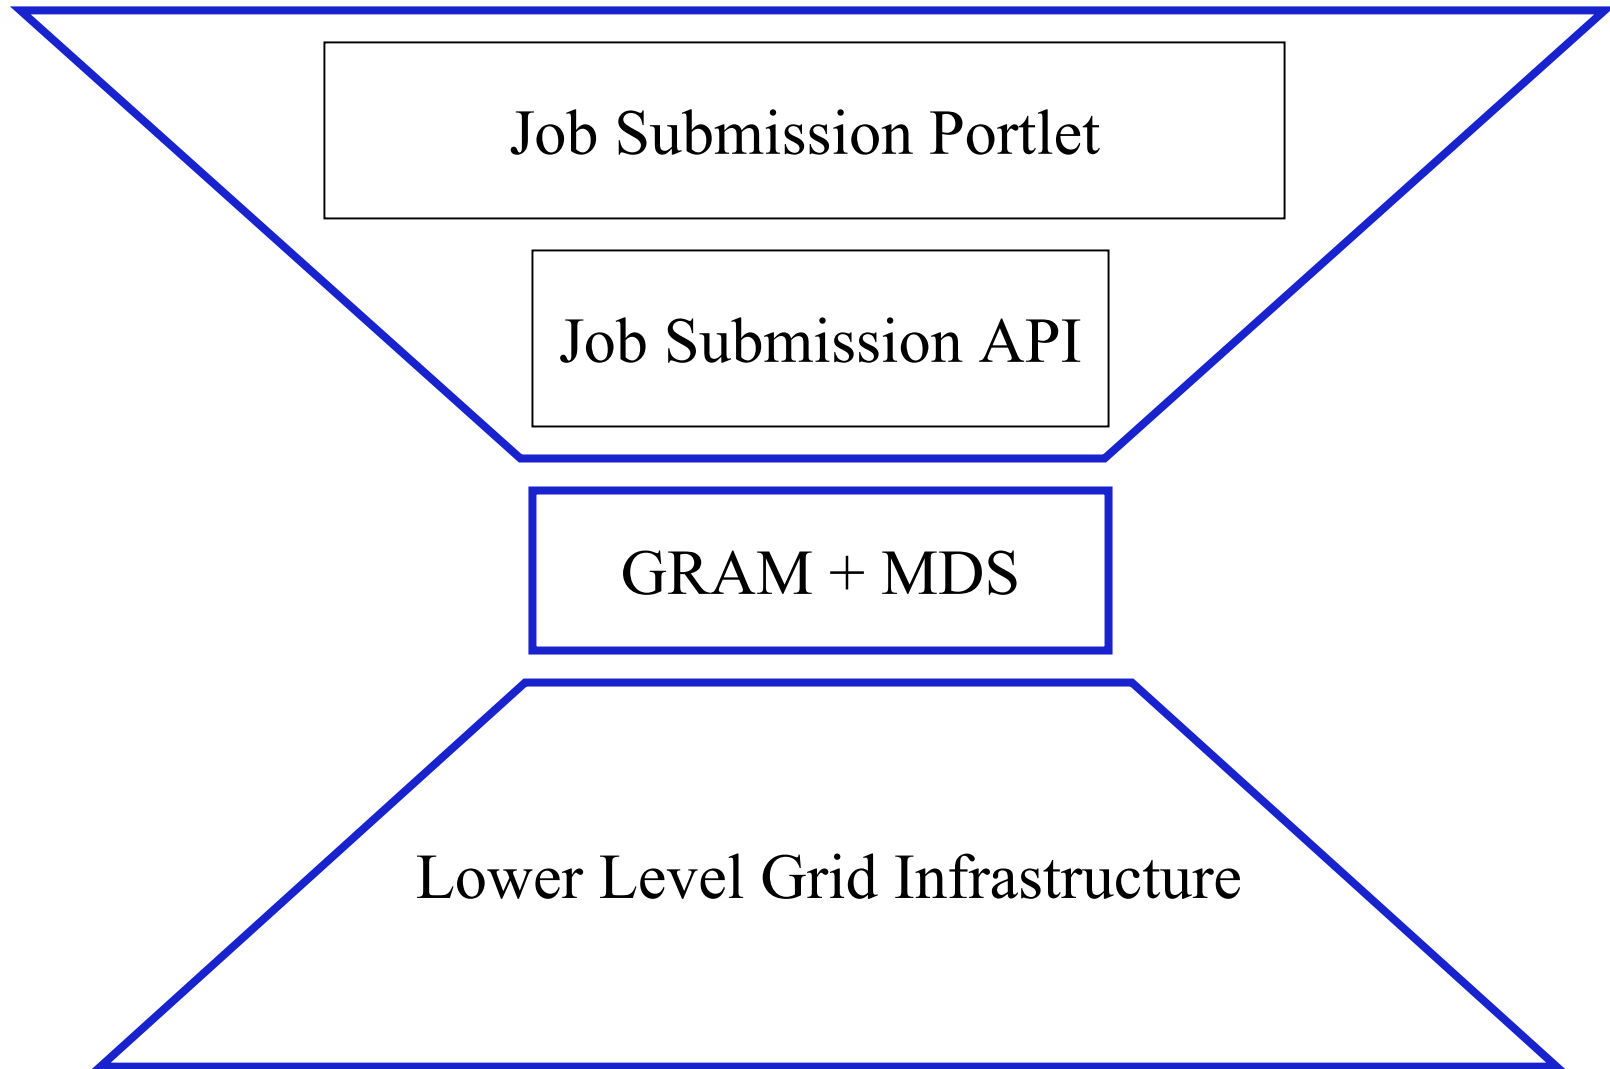 Job Submission Portlet
Job Submission API
GRAM + MDS
Lower Level Grid Infrastructure